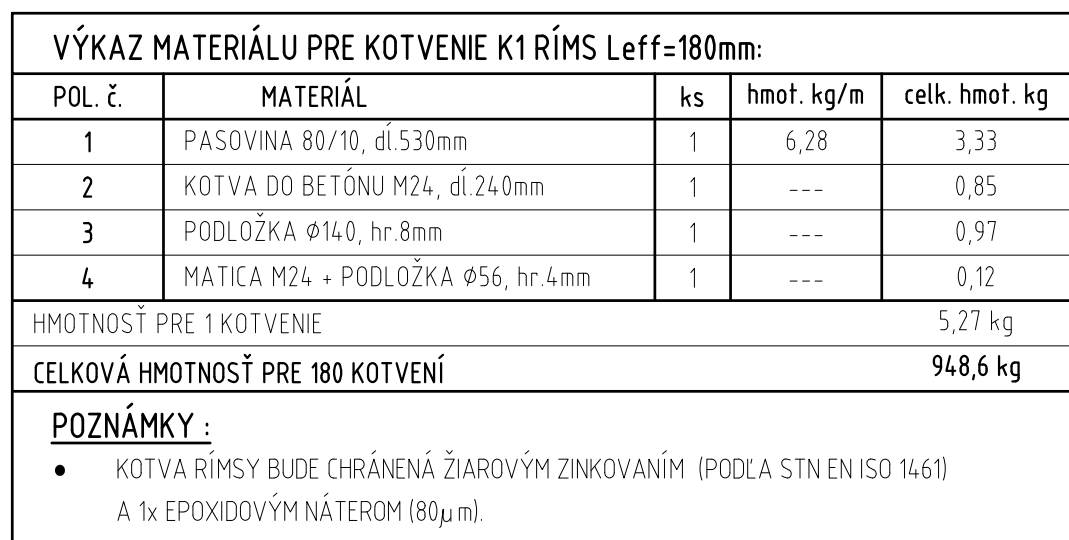 VÝKAZ MATERIÁLU PRE KOTVENIE K1 RÍMS Leff=180mm:
POL. č. MATERIÁL ks hmot. kg/m celk. hmot. kg
1 PASOVINA 80/10, dĺ.530mm 1 6,28 3,33
2 KOTVA DO BETÓNU M24, dĺ.240mm 1 --- 0,85
3 PODLOŽKA Φ140, hr.8mm 1 --- 0,97
4 MATICA M24 + PODLOŽKA Φ56, hr.4mm 1 --- 0,12
HMOTNOSŤ PRE 1 KOTVENIE 5,27 kg
CELKOVÁ HMOTNOSŤ PRE 180 KOTVENÍ 948,6 kg
POZNÁMKY :
• KOTVA RÍMSY BUDE CHRÁNENÁ ŽIAROVÝM ZINKOVANÍM (PODĽA STN EN ISO 1461)
A 1x EPOXIDOVÝM NÁTEROM (80μm).